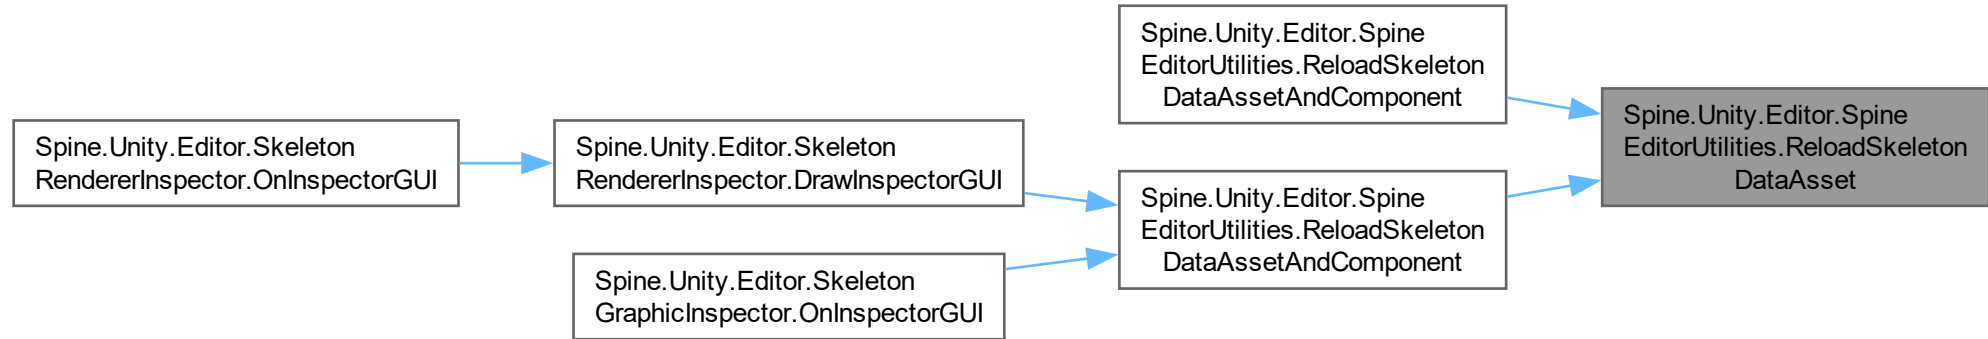 Spine.Unity.Editor.Skeleton
RendererInspector.OnInspectorGUI
Spine.Unity.Editor.Skeleton
RendererInspector.DrawInspectorGUI
Spine.Unity.Editor.Skeleton
GraphicInspector.OnInspectorGUI
Spine.Unity.Editor.Spine
EditorUtilities.ReloadSkeleton
DataAssetAndComponent
Spine.Unity.Editor.Spine
EditorUtilities.ReloadSkeleton
DataAssetAndComponent
Spine.Unity.Editor.Spine
EditorUtilities.ReloadSkeleton
DataAsset